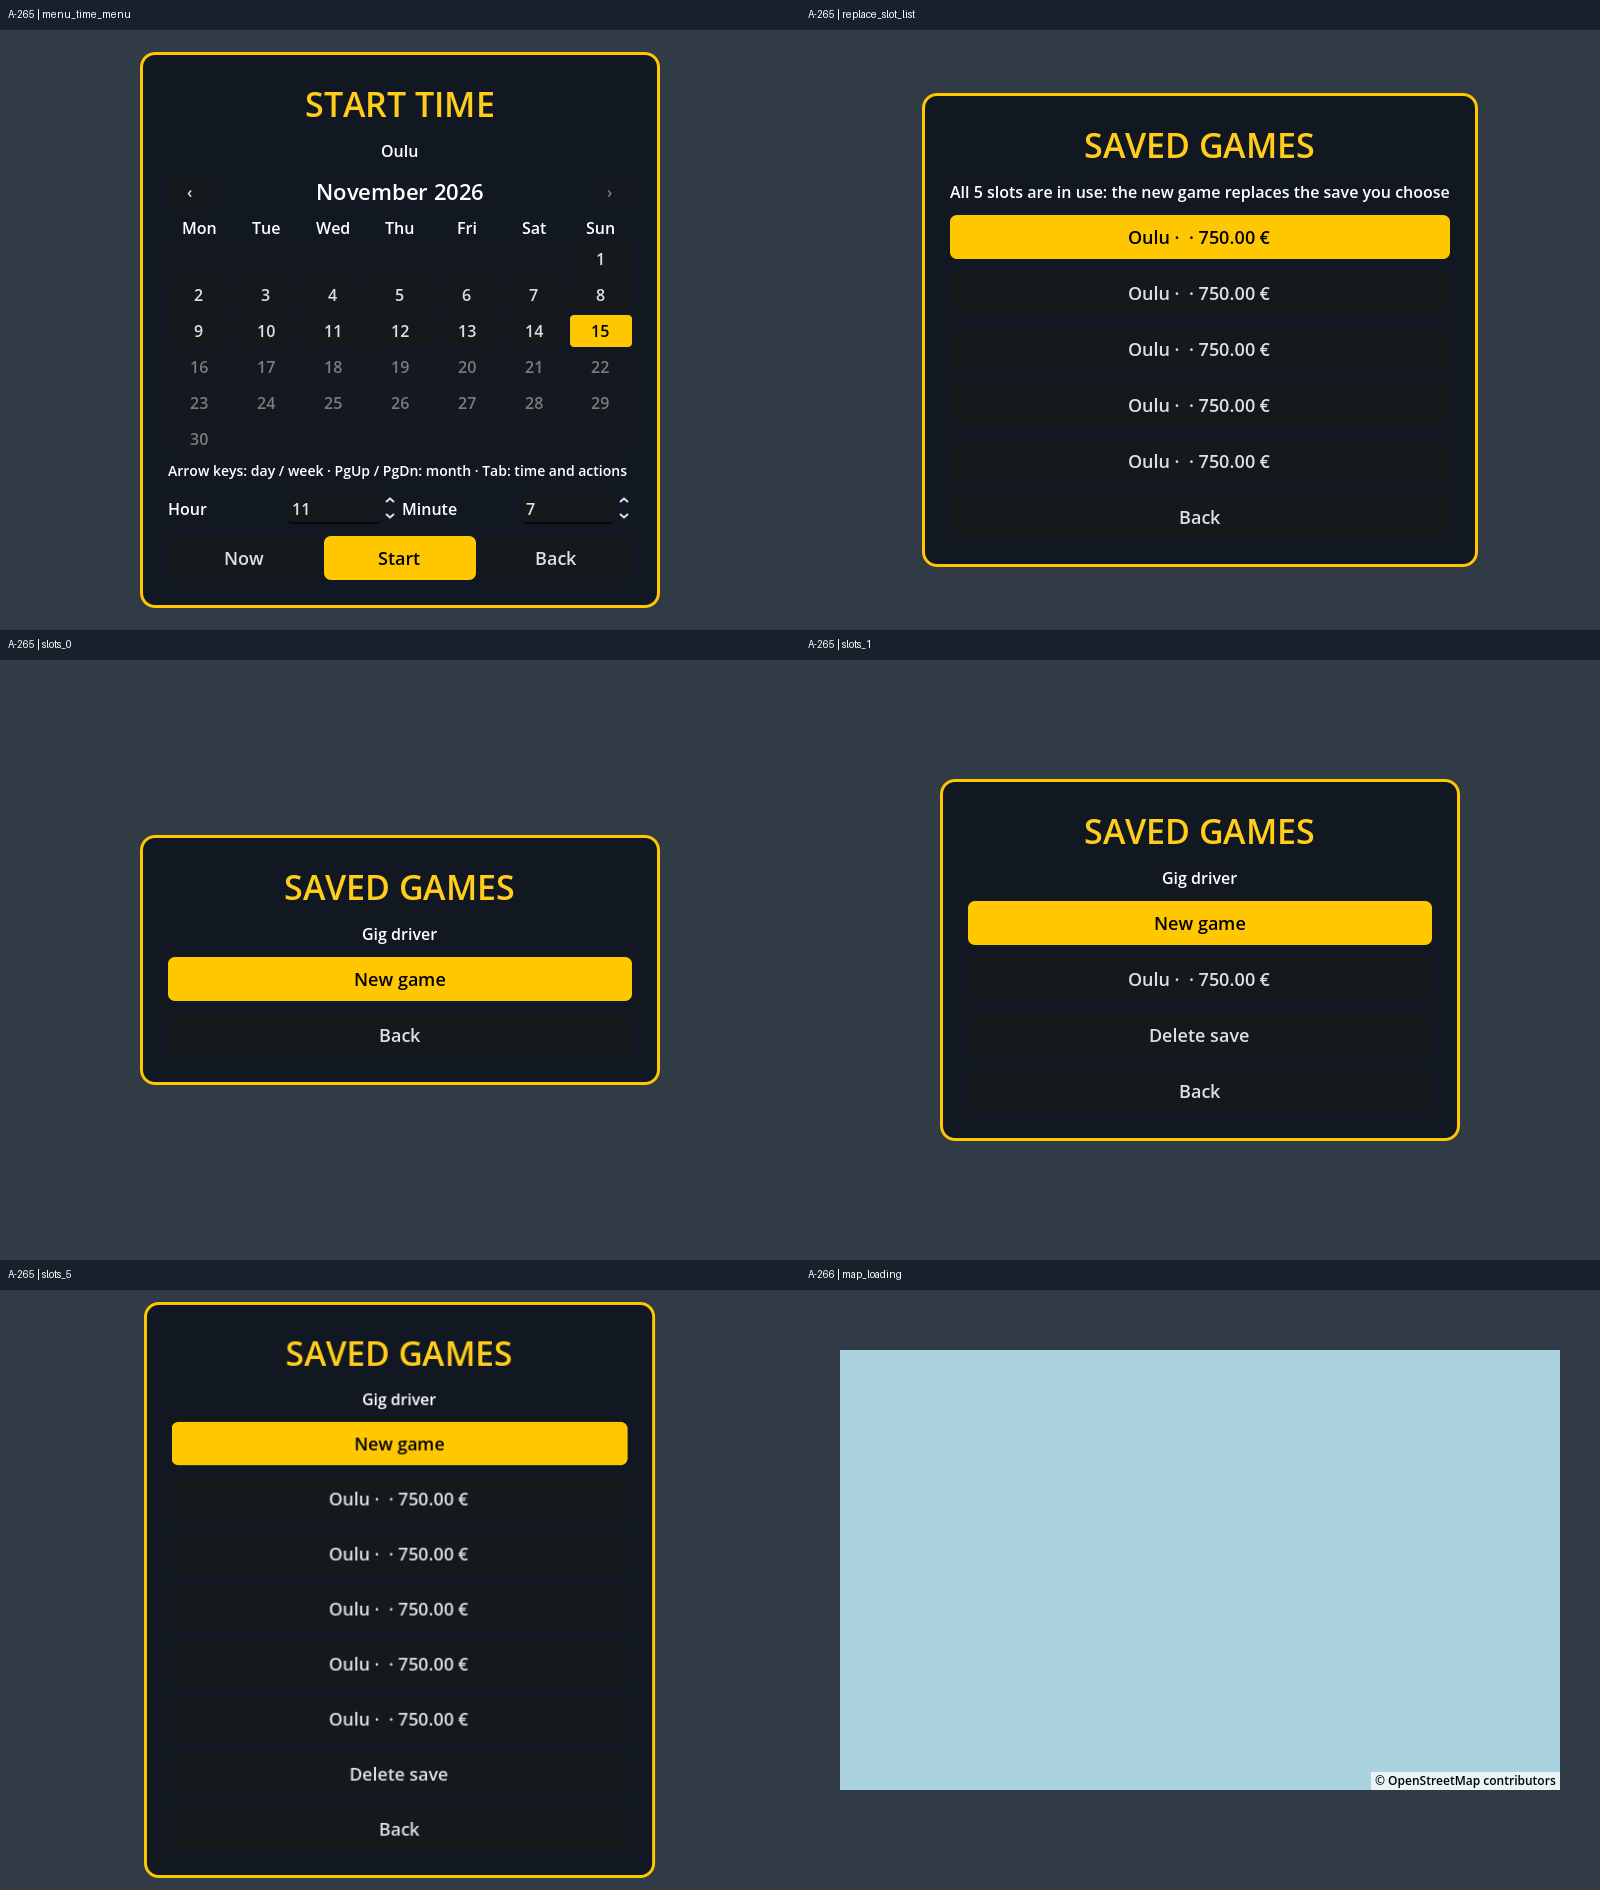 A-265 | menu_time_menu
START TIME
Oulu
‹ November 2026 ›
Mon Tue Wed Thu Fri Sat Sun
1
2 3 4 5 6 7 8
9 10 11 12 13 14 15
16 17 18 19 20 21 22
23 24 25 26 27 28 29
30
Arrow keys: day / week · PgUp / PgDn: month · Tab: time and actions
Hour 11 Minute 7
Now Start Back
A-265 | replace_slot_list
SAVED GAMES
All 5 slots are in use: the new game replaces the save you choose
Oulu ·  · 750.00 €
Oulu ·  · 750.00 €
Oulu ·  · 750.00 €
Oulu ·  · 750.00 €
Oulu ·  · 750.00 €
Back
A-265 | slots_0
SAVED GAMES
Gig driver
New game
Back
A-265 | slots_1
SAVED GAMES
Gig driver
New game
Oulu ·  · 750.00 €
Delete save
Back
A-265 | slots_5
SAVED GAMES
Gig driver
New game
Oulu ·  · 750.00 €
Oulu ·  · 750.00 €
Oulu ·  · 750.00 €
Oulu ·  · 750.00 €
Oulu ·  · 750.00 €
Delete save
Back
A-266 | map_loading
© OpenStreetMap contributors